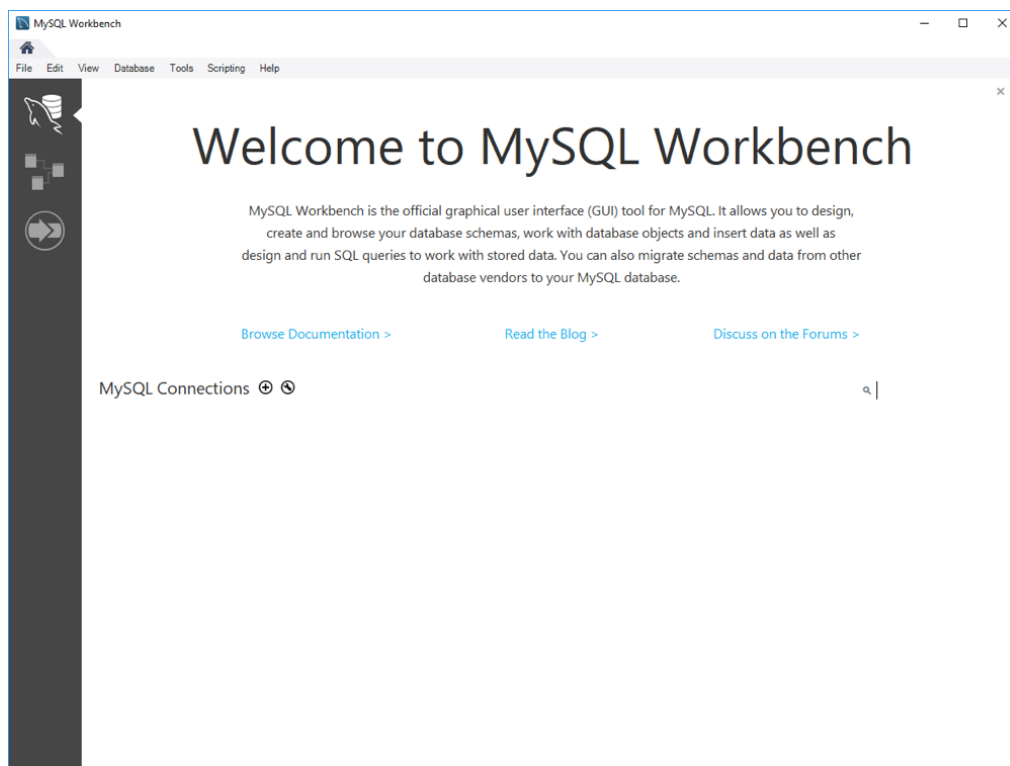 MySQL Workbench
File Edit View Database Tools Scripting Help
Welcome to MySQL Workbench
MySQL Workbench is the official graphical user interface (GUI) tool for MySQL. It allows you to design,
create and browse your database schemas, work with database objects and insert data as well as
design and run SQL queries to work with stored data. You can also migrate schemas and data from other
database vendors to your MySQL database.
Browse Documentation > Read the Blog > Discuss on the Forums >
MySQL Connections